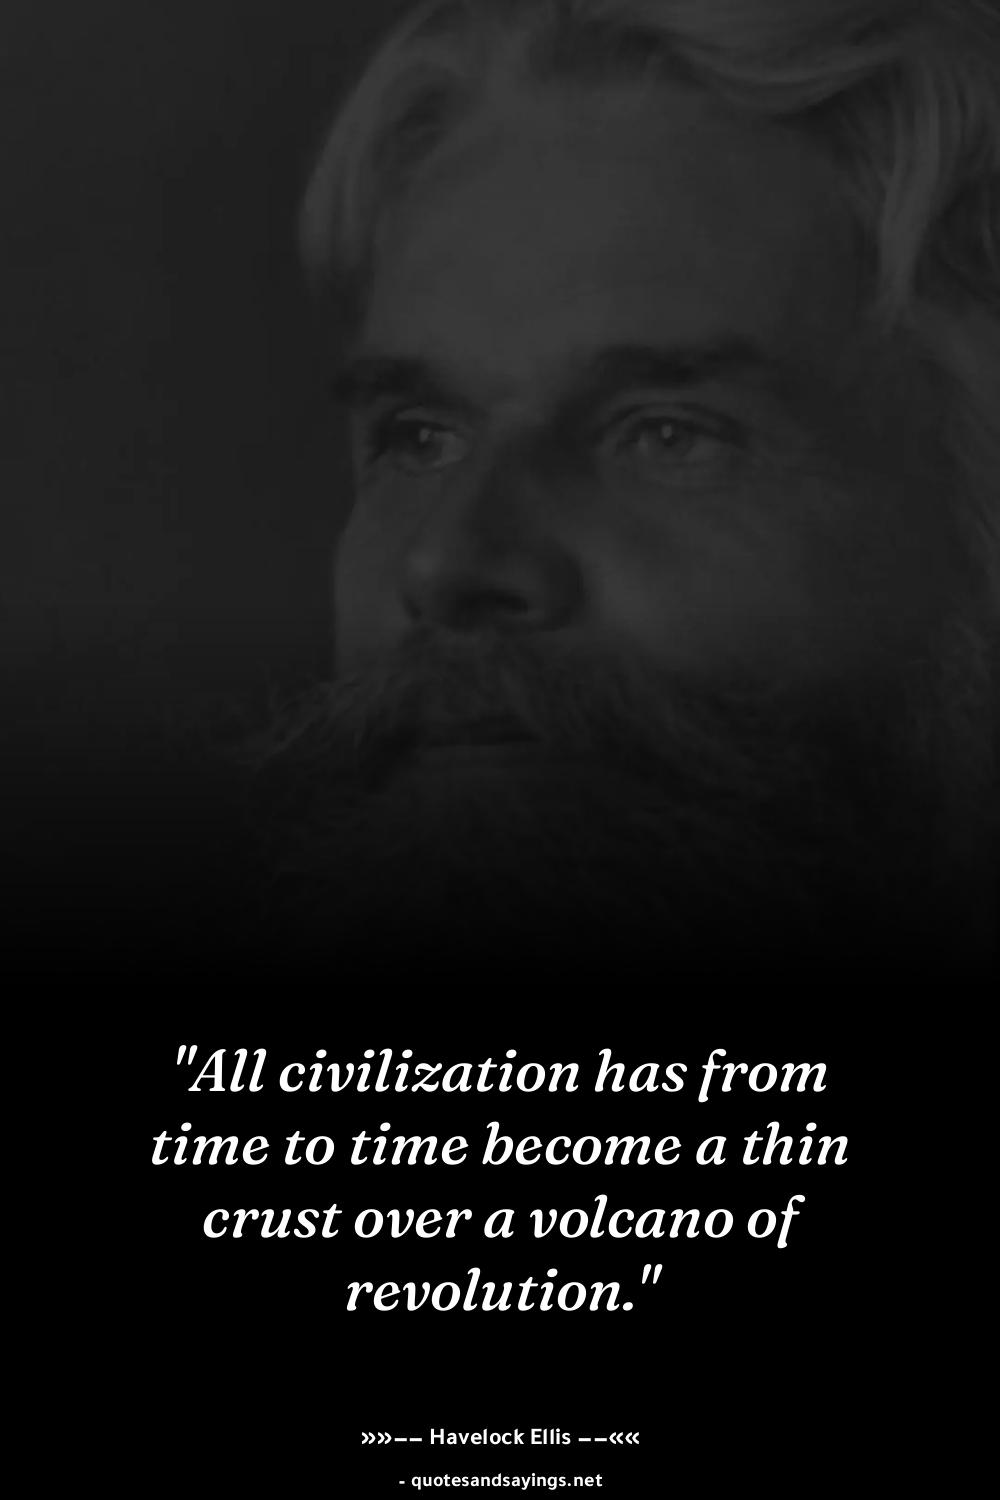 "All civilization has from
time to time become a thin
crust over a volcano of
revolution."
»»–– Havelock Ellis ––««
- quotesandsayings.net